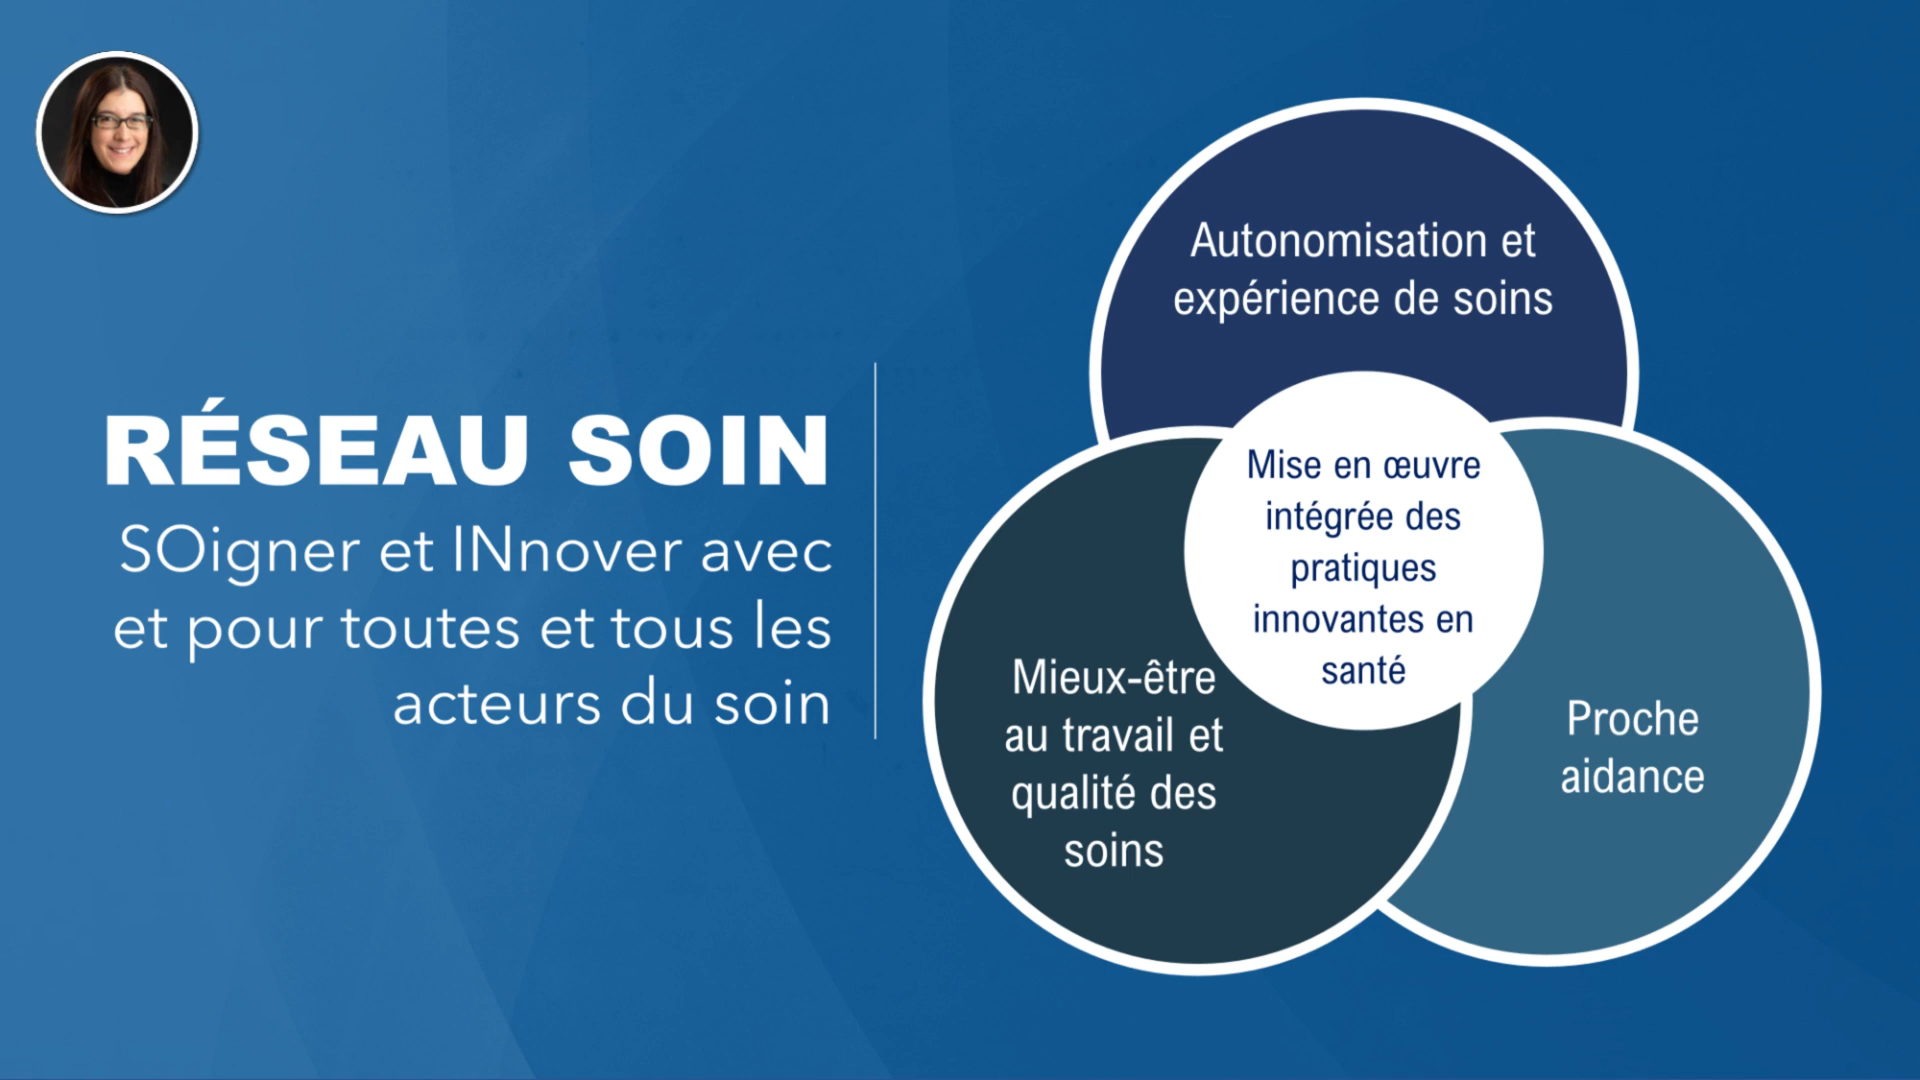 RÉSEAU SOIN
SOigner et INnover avec
et pour toutes et tous les
acteurs du soin
Autonomisation et
expérience de soins
Mise en œuvre
intégrée des
pratiques
innovantes en
santé
Mieux-être
au travail et
qualité des
soins
Proche
aidance